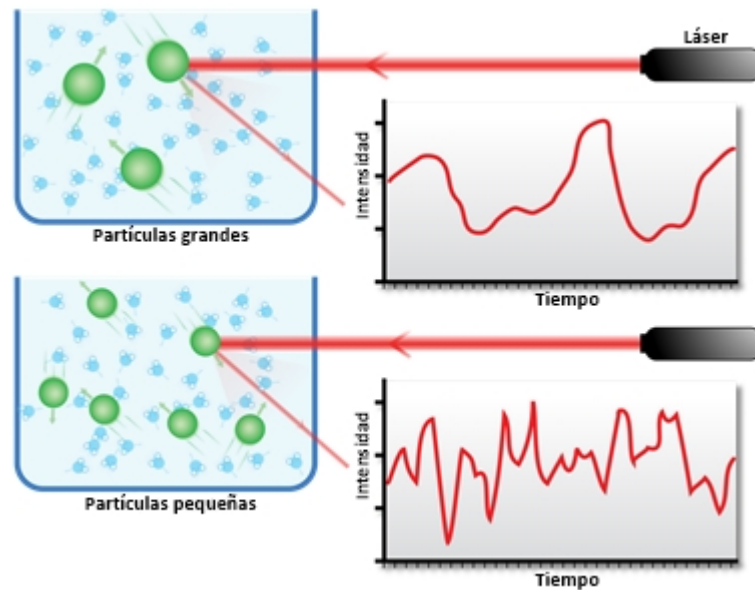 Láser
Intensidad
Tiempo
Partículas grandes
Intensidad
Tiempo
Partículas pequeñas